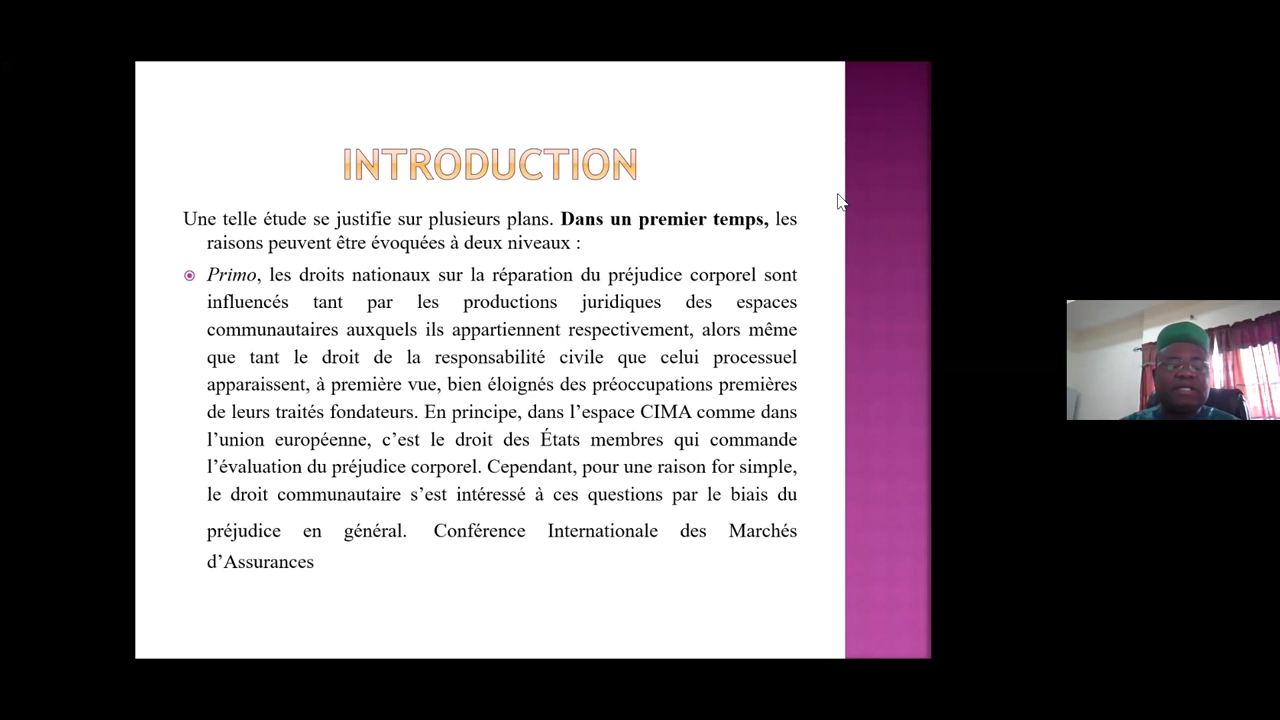 INTRODUCTION
Une telle étude se justifie sur plusieurs plans. Dans un premier temps, les
raisons peuvent être évoquées à deux niveaux :
Primo, les droits nationaux sur la réparation du préjudice corporel sont
influencés tant par les productions juridiques des espaces
communautaires auxquels ils appartiennent respectivement, alors même
que tant le droit de la responsabilité civile que celui processuel
apparaissent, à première vue, bien éloignés des préoccupations premières
de leurs traités fondateurs. En principe, dans l’espace CIMA comme dans
l’union européenne, c’est le droit des États membres qui commande
l’évaluation du préjudice corporel. Cependant, pour une raison for simple,
le droit communautaire s’est intéressé à ces questions par le biais du
préjudice en général. Conférence Internationale des Marchés
d’Assurances